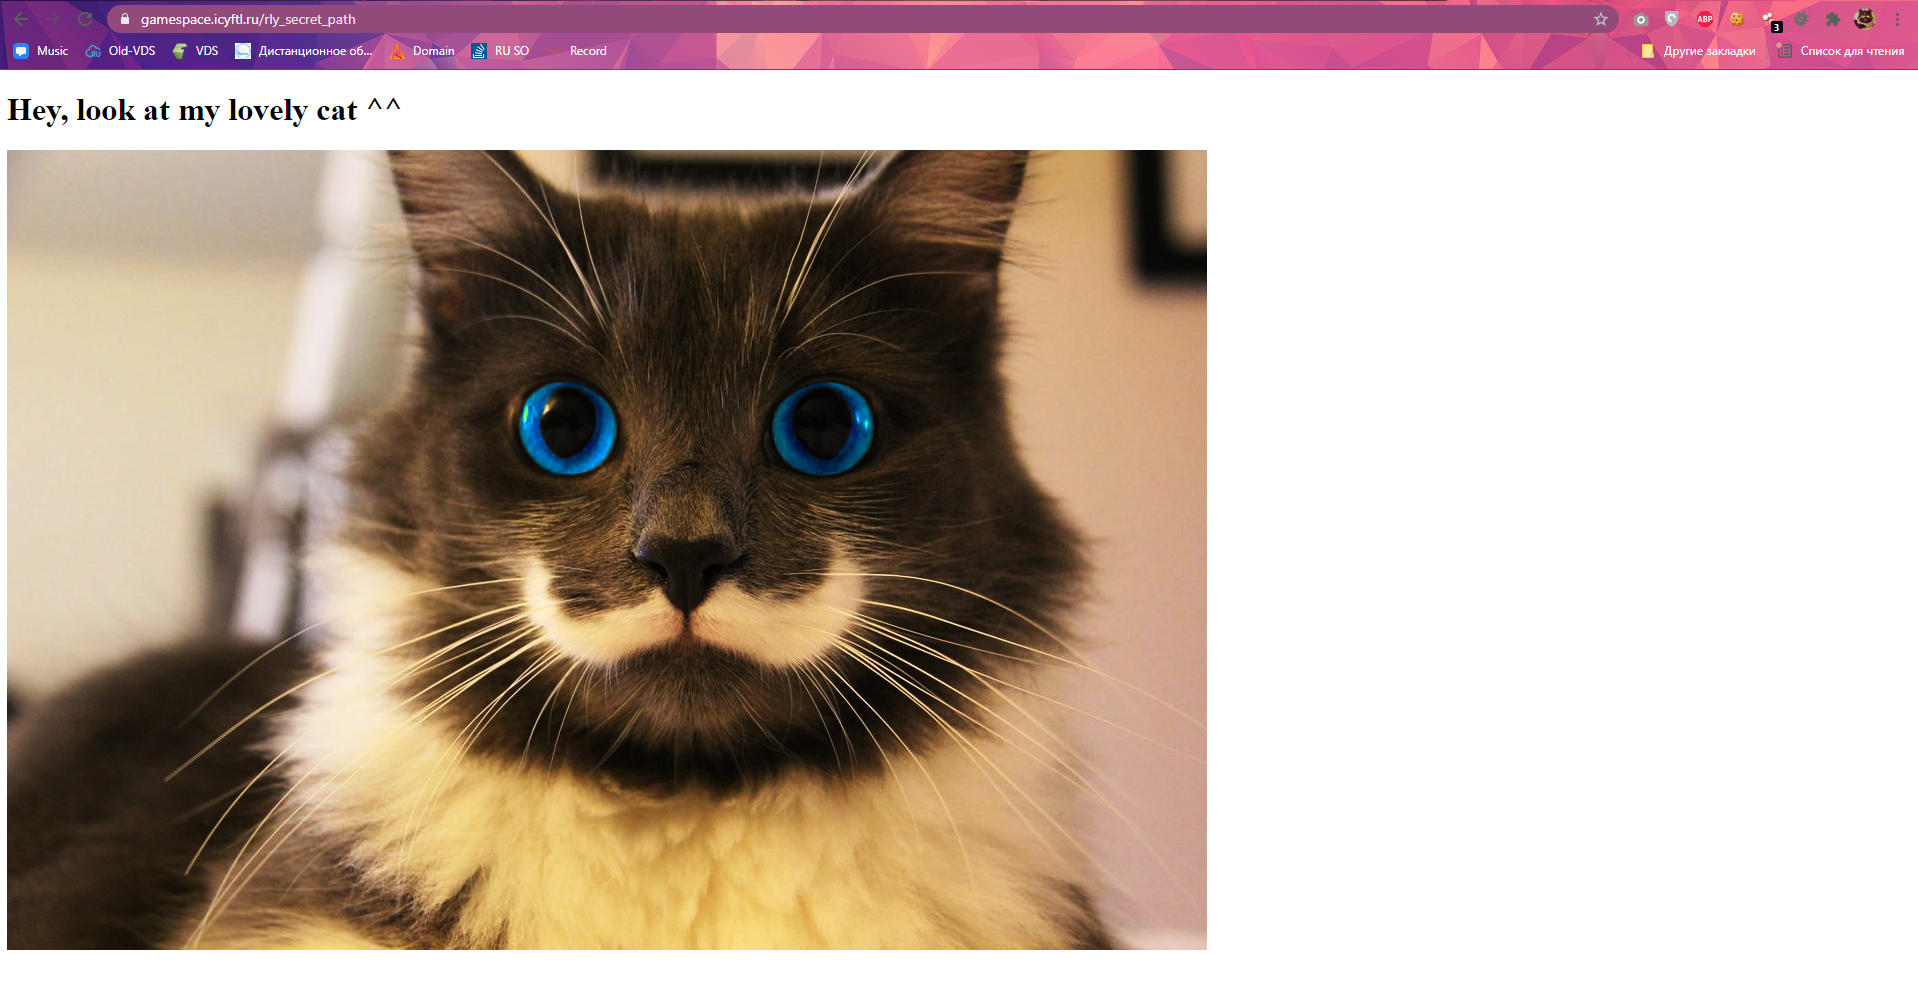 gamespace.icyftl.ru/rly_secret_path
ABP
3
Music Old-VDS VDS Дистанционное об... Domain RU SO Record Другие закладки Список для чтения
Hey, look at my lovely cat ^^